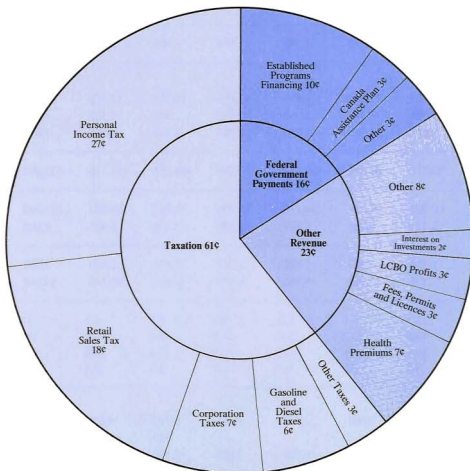 Established
Programs
Financing 10¢
Canada
Assistance Plan 3¢
Other 3¢
Federal
Government
Payments 16¢
Other 8¢
Interest on
Investments 2¢
LCBO Profits 3¢
Fees, Permits
and Licences 3¢
Health
Premiums 7¢
Other
Revenue
23¢
Other Taxes 3¢
Gasoline
and
Diesel
Taxes
6¢
Corporation
Taxes 7¢
Retail
Sales Tax
18¢
Personal
Income Tax
27¢
Taxation 61¢